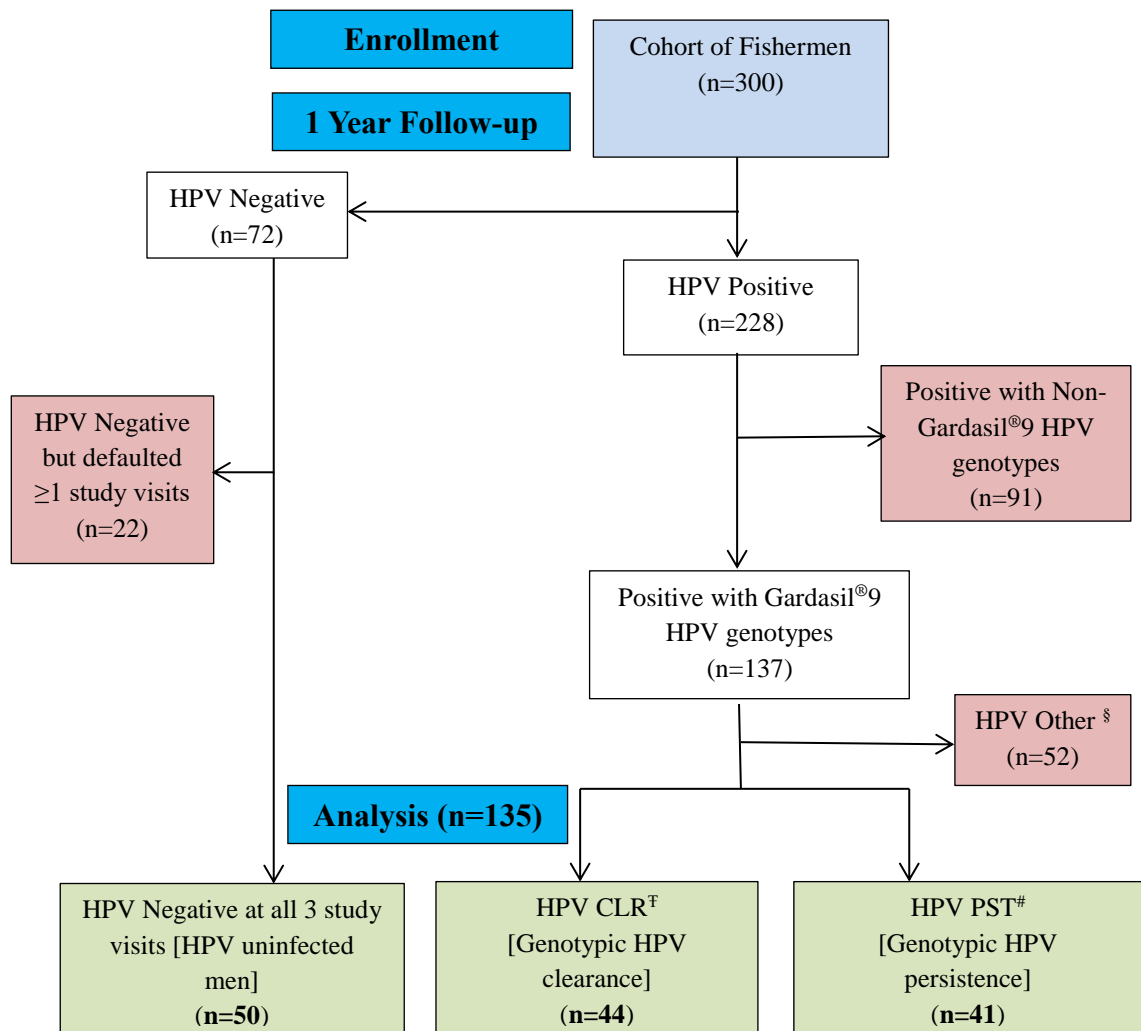 Enrollment
Cohort of Fishermen
(n=300)
1 Year Follow-up
HPV Negative
(n=72)
HPV Positive
(n=228)
Positive with Non-
Gardasil®9 HPV
genotypes
(n=91)
HPV Negative
but defaulted
≥1 study visits
(n=22)
Positive with Gardasil®9
HPV genotypes
(n=137)
HPV Other §
(n=52)
Analysis (n=135)
HPV Negative at all 3 study
visits [HPV uninfected
men]
(n=50)
HPV CLRŦ
[Genotypic HPV
clearance]
(n=44)
HPV PST#
[Genotypic HPV
persistence]
(n=41)